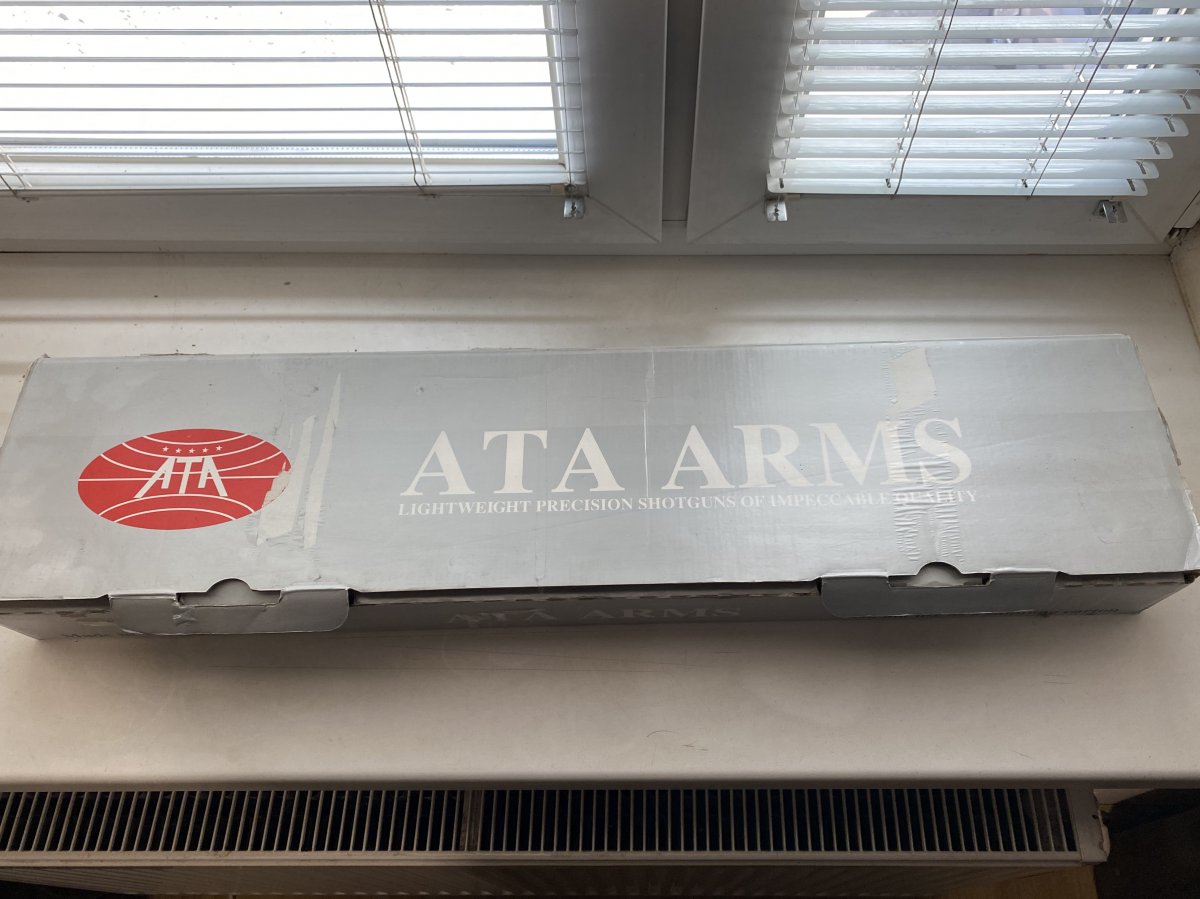 ATA
ATA ARMS
LIGHTWEIGHT PRECISION SHOTGUNS OF IMPECCABLE QUALITY
ATA ARMS